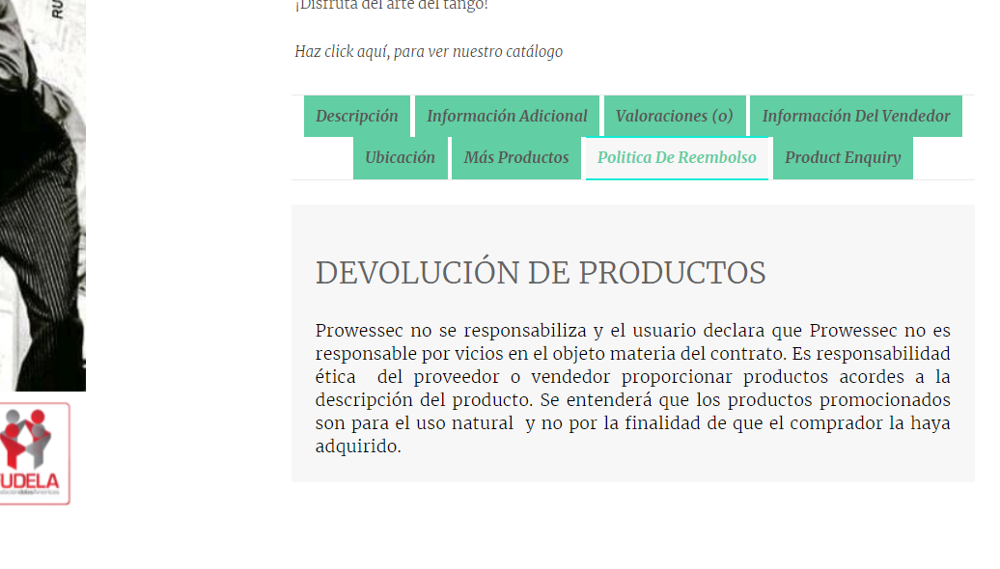 RU
¡Disfruta del arte del tango!
Haz click aquí, para ver nuestro catálogo
Descripción Información Adicional Valoraciones (0) Información Del Vendedor
Ubicación Más Productos Politica De Reembolso Product Enquiry
DEVOLUCIÓN DE PRODUCTOS
Prowessec no se responsabiliza y el usuario declara que Prowessec no es
responsable por vicios en el objeto materia del contrato. Es responsabilidad
ética del proveedor o vendedor proporcionar productos acordes a la
descripción del producto. Se entenderá que los productos promocionados
son para el uso natural y no por la finalidad de que el comprador la haya
adquirido.
UDELA